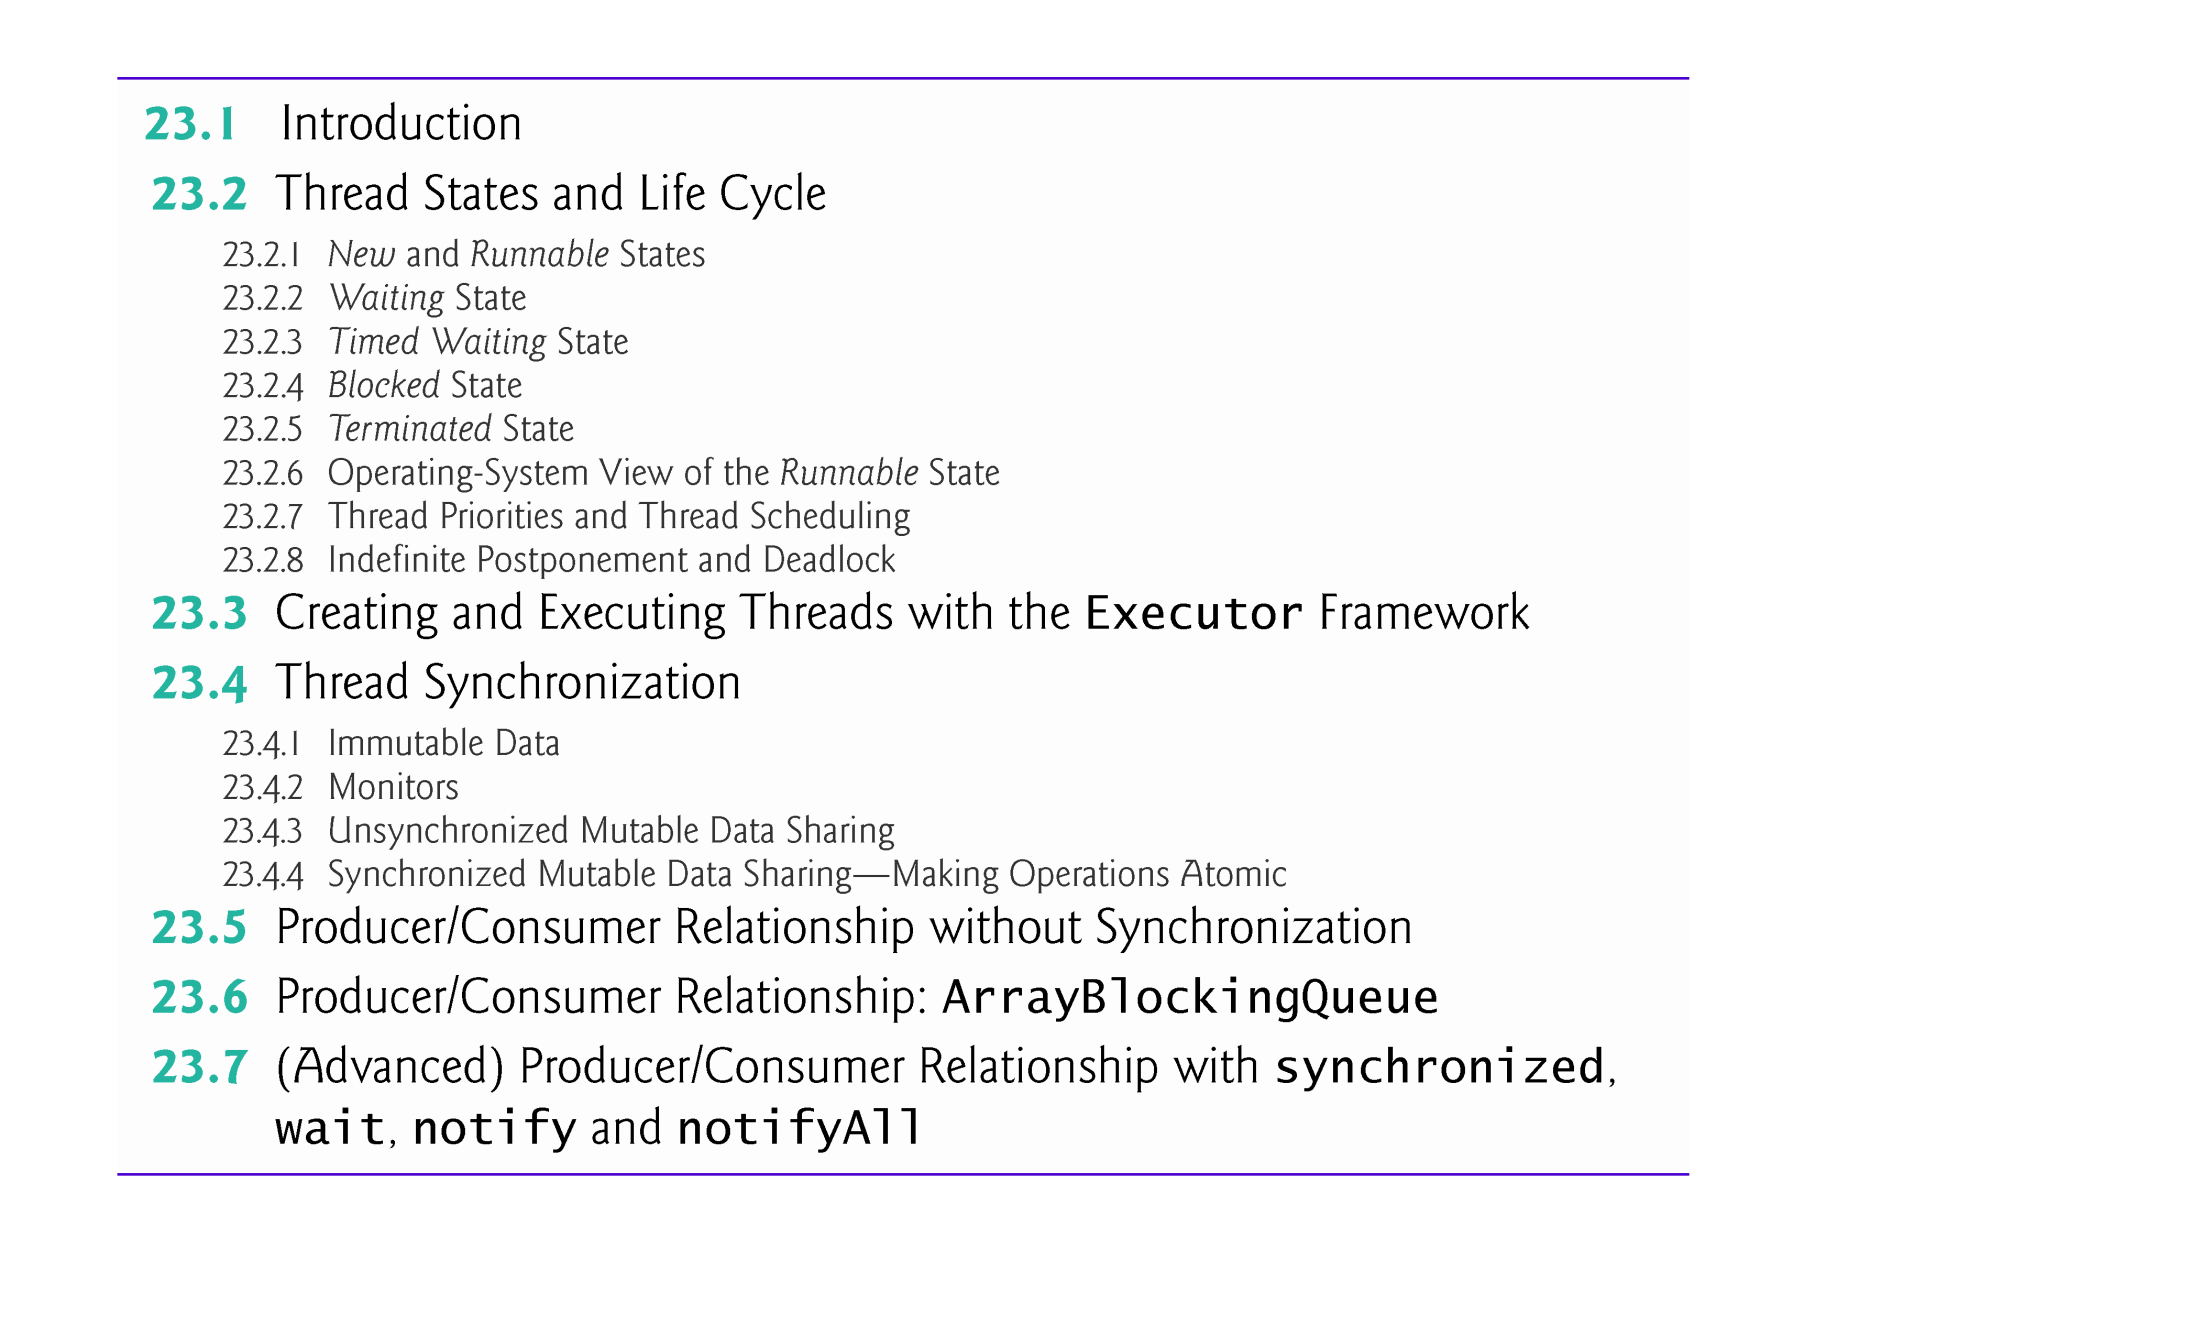 23.1 Introduction
23.2 Thread States and Life Cycle
23.2.1 New and Runnable States
23.2.2 Waiting State
23.2.3 Timed Waiting State
23.2.4 Blocked State
23.2.5 Terminated State
23.2.6 Operating-System View of the Runnable State
23.2.7 Thread Priorities and Thread Scheduling
23.2.8 Indefinite Postponement and Deadlock
23.3 Creating and Executing Threads with the Executor Framework
23.4 Thread Synchronization
23.4.1 Immutable Data
23.4.2 Monitors
23.4.3 Unsynchronized Mutable Data Sharing
23.4.4 Synchronized Mutable Data Sharing—Making Operations Atomic
23.5 Producer/Consumer Relationship without Synchronization
23.6 Producer/Consumer Relationship: ArrayBlockingQueue
23.7 (Advanced) Producer/Consumer Relationship with synchronized,
wait, notify and notifyAll